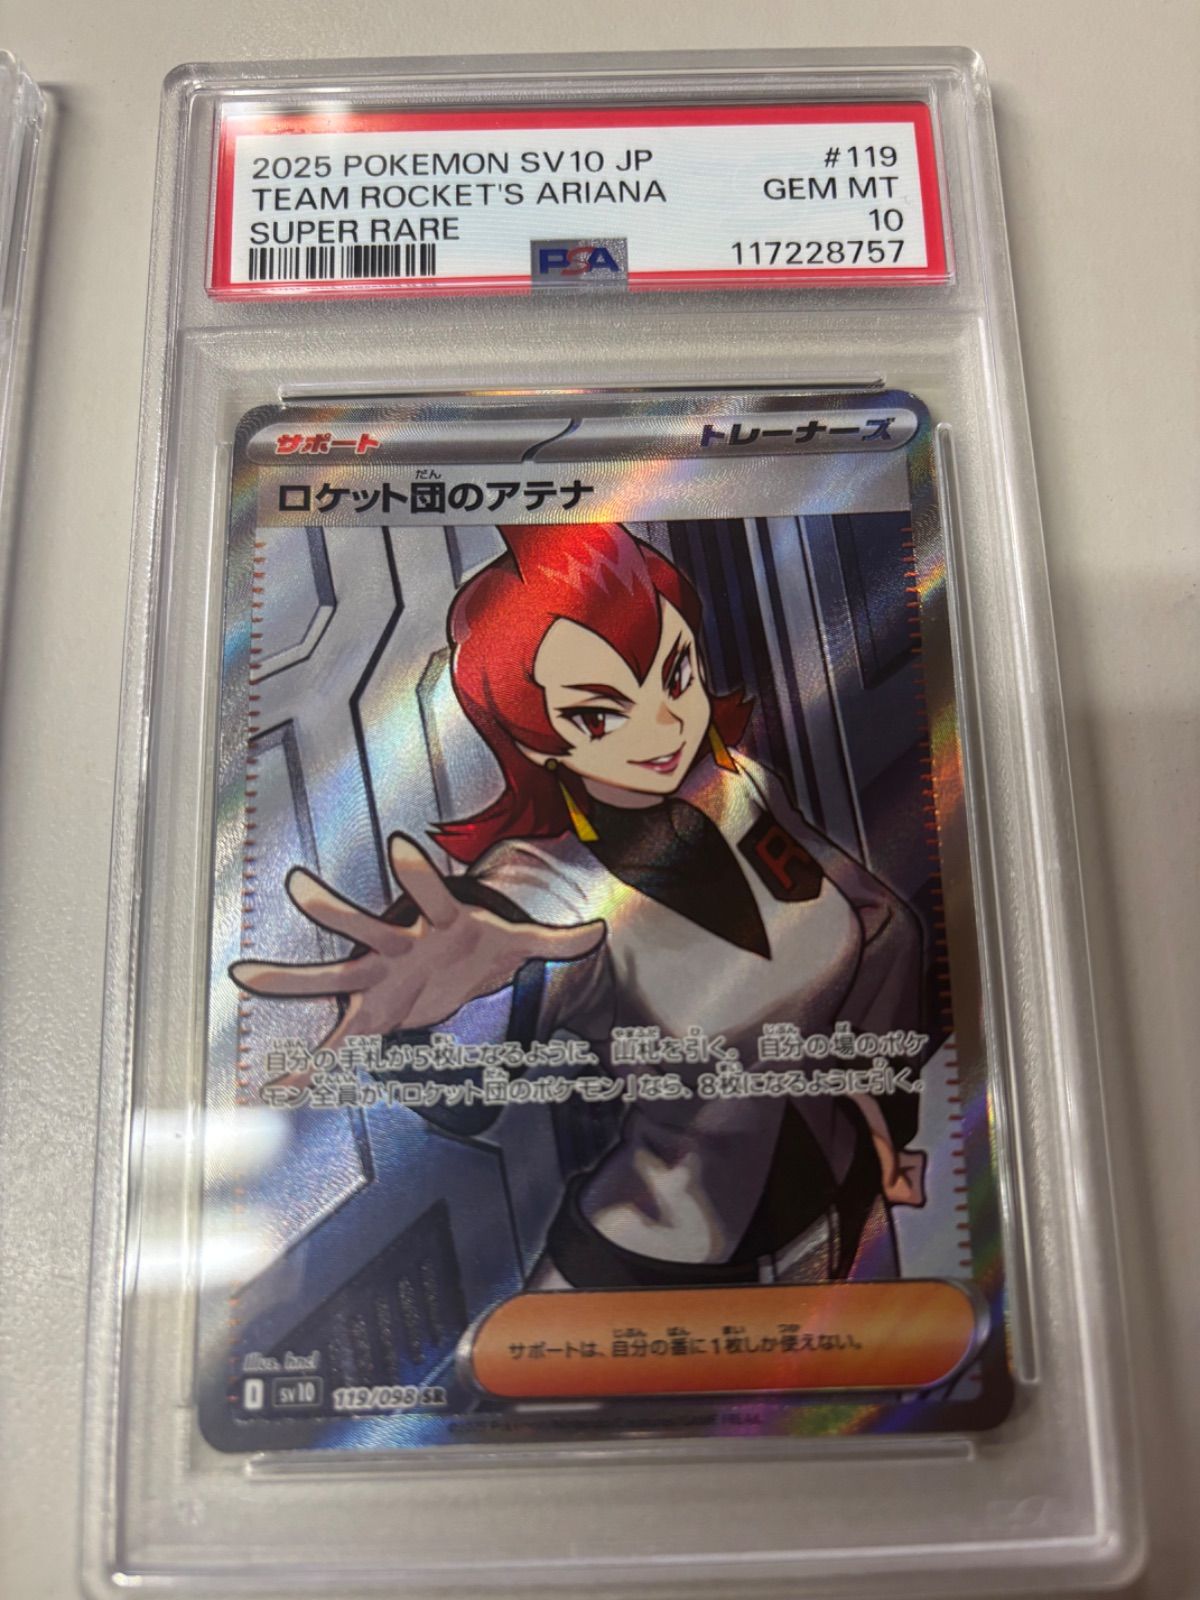 2025 POKEMON SV10 JP #119
TEAM ROCKET'S ARIANA GEM MT
SUPER RARE 10
PSA 117228757
サポート トレーナーズ
ロケット団のアテナ
だん
R
自分の手札が5枚になるように、山札を引く。自分の場のポケ
モン全員が「ロケット団のポケモン」なら、8枚になるように引く。
サポートは、自分の番に1枚しか使えない。
Illus. hncl
I sv10 119/098 SR